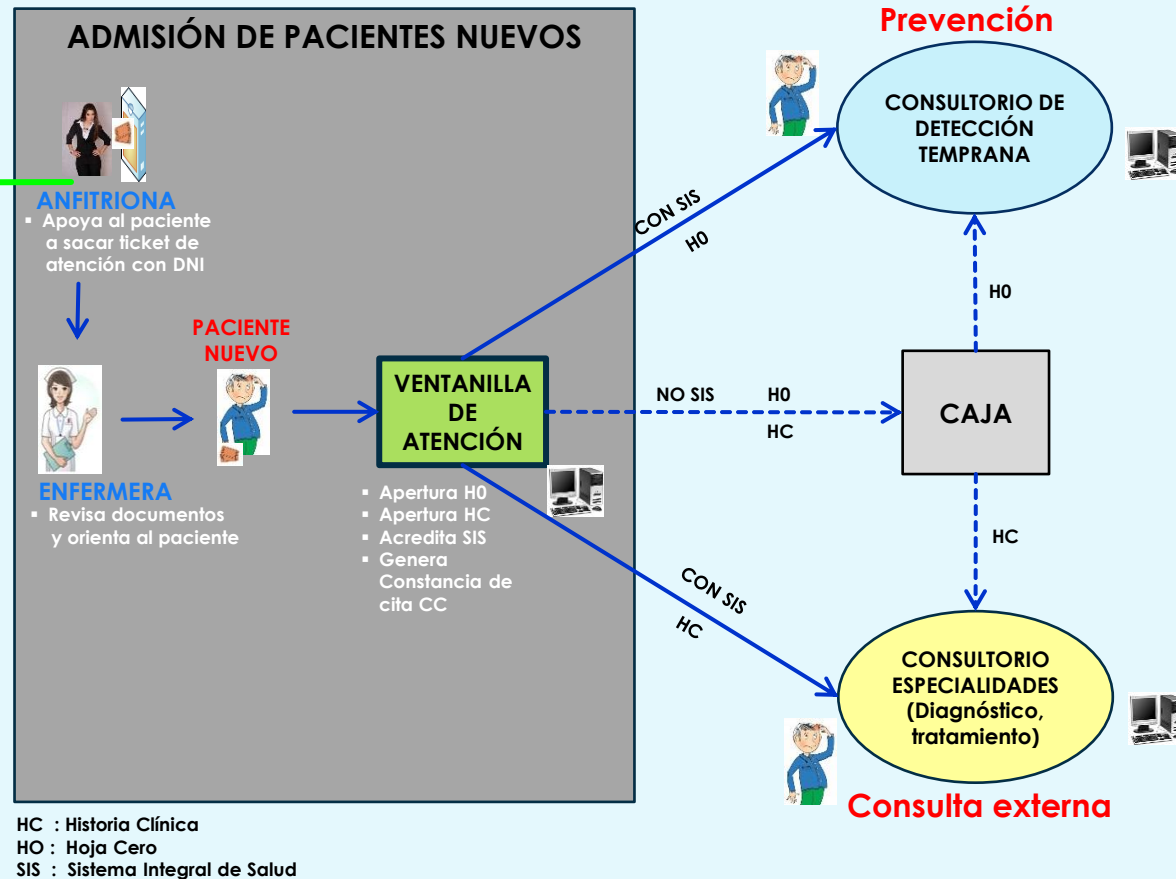 ADMISIÓN DE PACIENTES NUEVOS
ANFITRIONA
▪ Apoya al paciente
a sacar ticket de
atención con DNI
ENFERMERA
▪ Revisa documentos
y orienta al paciente
PACIENTE
NUEVO
VENTANILLA
DE
ATENCIÓN
▪ Apertura H0
▪ Apertura HC
▪ Acredita SIS
▪ Genera
Constancia de
cita CC
CON SIS
H0
NO SIS H0
HC
CON SIS
HC
Prevención
CONSULTORIO DE
DETECCIÓN
TEMPRANA
H0
CAJA
HC
CONSULTORIO
ESPECIALIDADES
(Diagnóstico,
tratamiento)
Consulta externa
HC : Historia Clínica
HO : Hoja Cero
SIS : Sistema Integral de Salud